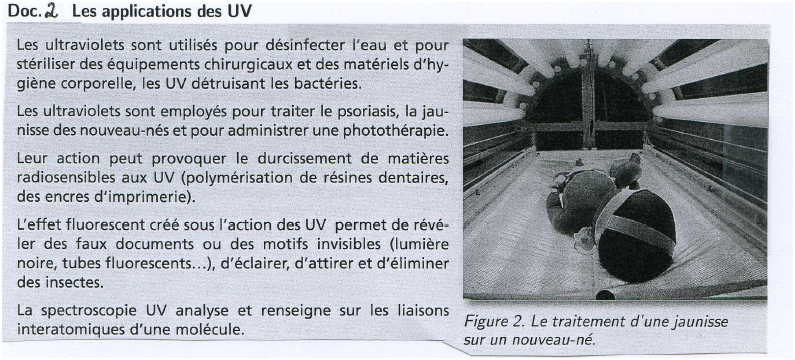 Doc.2 Les applications des UV
Les ultraviolets sont utilisés pour désinfecter l'eau et pour
stériliser des équipements chirurgicaux et des matériels d'hy-
giène corporelle, les UV détruisant les bactéries.
Les ultraviolets sont employés pour traiter le psoriasis, la jau-
nisse des nouveau-nés et pour administrer une photothérapie.
Leur action peut provoquer le durcissement de matières
radiosensibles aux UV (polymérisation de résines dentaires,
des encres d'imprimerie).
L'effet fluorescent créé sous l'action des UV permet de révé-
ler des faux documents ou des motifs invisibles (lumière
noire, tubes fluorescents...), d'éclairer, d'attirer et d'éliminer
des insectes.
La spectroscopie UV analyse et renseigne sur les liaisons
interatomiques d'une molécule.
Figure 2. Le traitement d'une jaunisse
sur un nouveau-né.